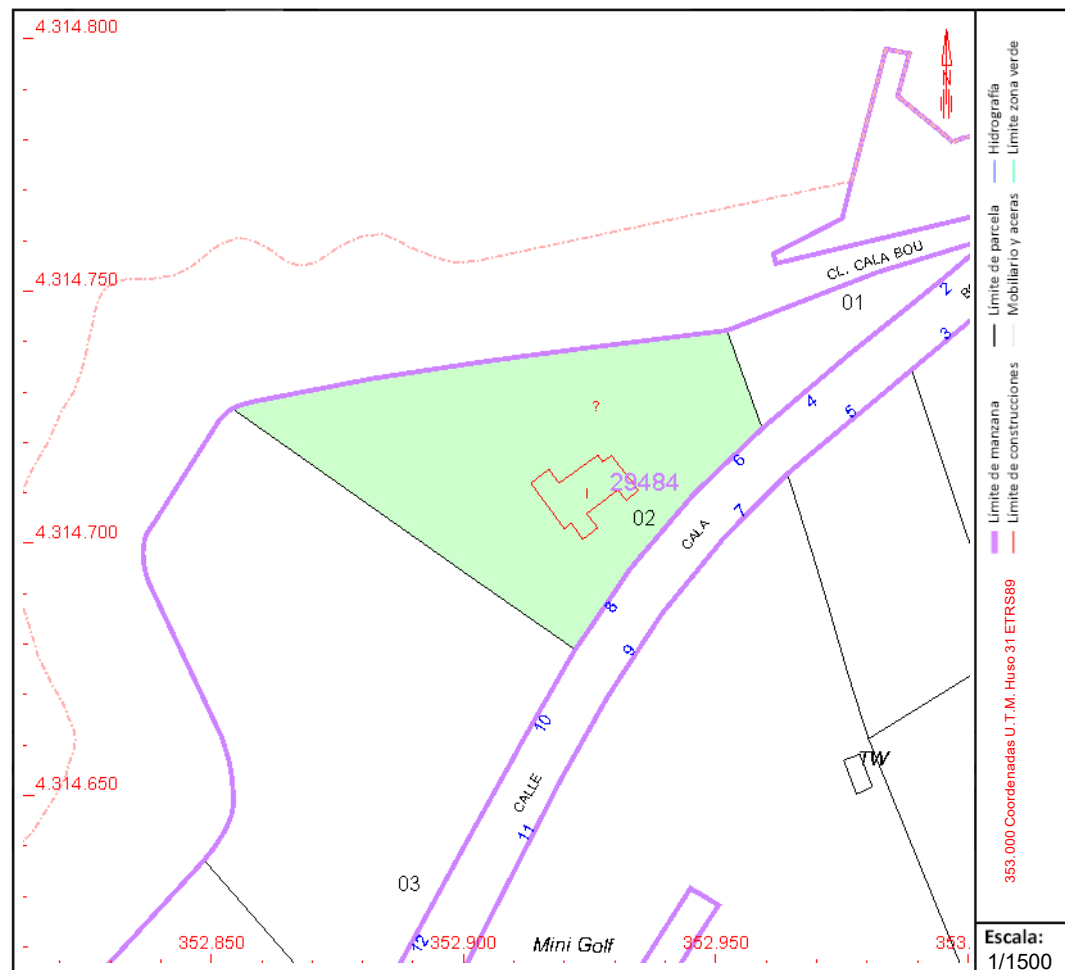 4.314.800
N
CL. CALA BOU
01
2
B
3
4.314.750
4
5
?
6
29484
I
02
7
4.314.700
CALA
8
9
10
TW
4.314.650
CALLE
11
03
12
352.850
352.900
Mini Golf
352.950
353.
Límite de manzana
Límite de construcciones
Límite de parcela
Mobiliario y aceras
Hidrografía
Límite zona verde
353.000 Coordenadas U.T.M. Huso 31 ETRS89
Escala:
1/1500